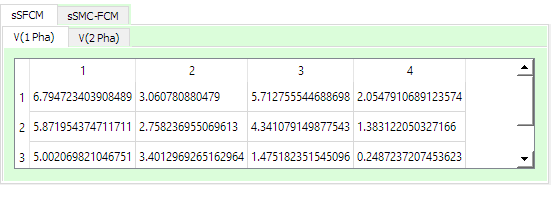 sSFCM sSMC-FCM
V(1 Pha) V(2 Pha)
1 2 3 4
1 6.794723403908489 3.060780880479 5.712755544688698 2.0547910689123574
2 5.871954374711711 2.758236955069613 4.341079149877543 1.383122050327166
3 5.002069821046751 3.4012969265162964 1.475182351545096 0.2487237207453623